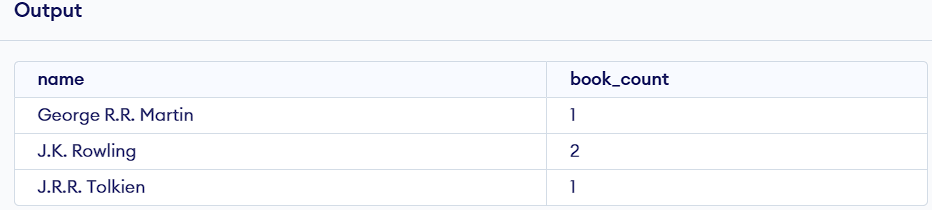 Output
name book_count
George R.R. Martin 1
J.K. Rowling 2
J.R.R. Tolkien 1